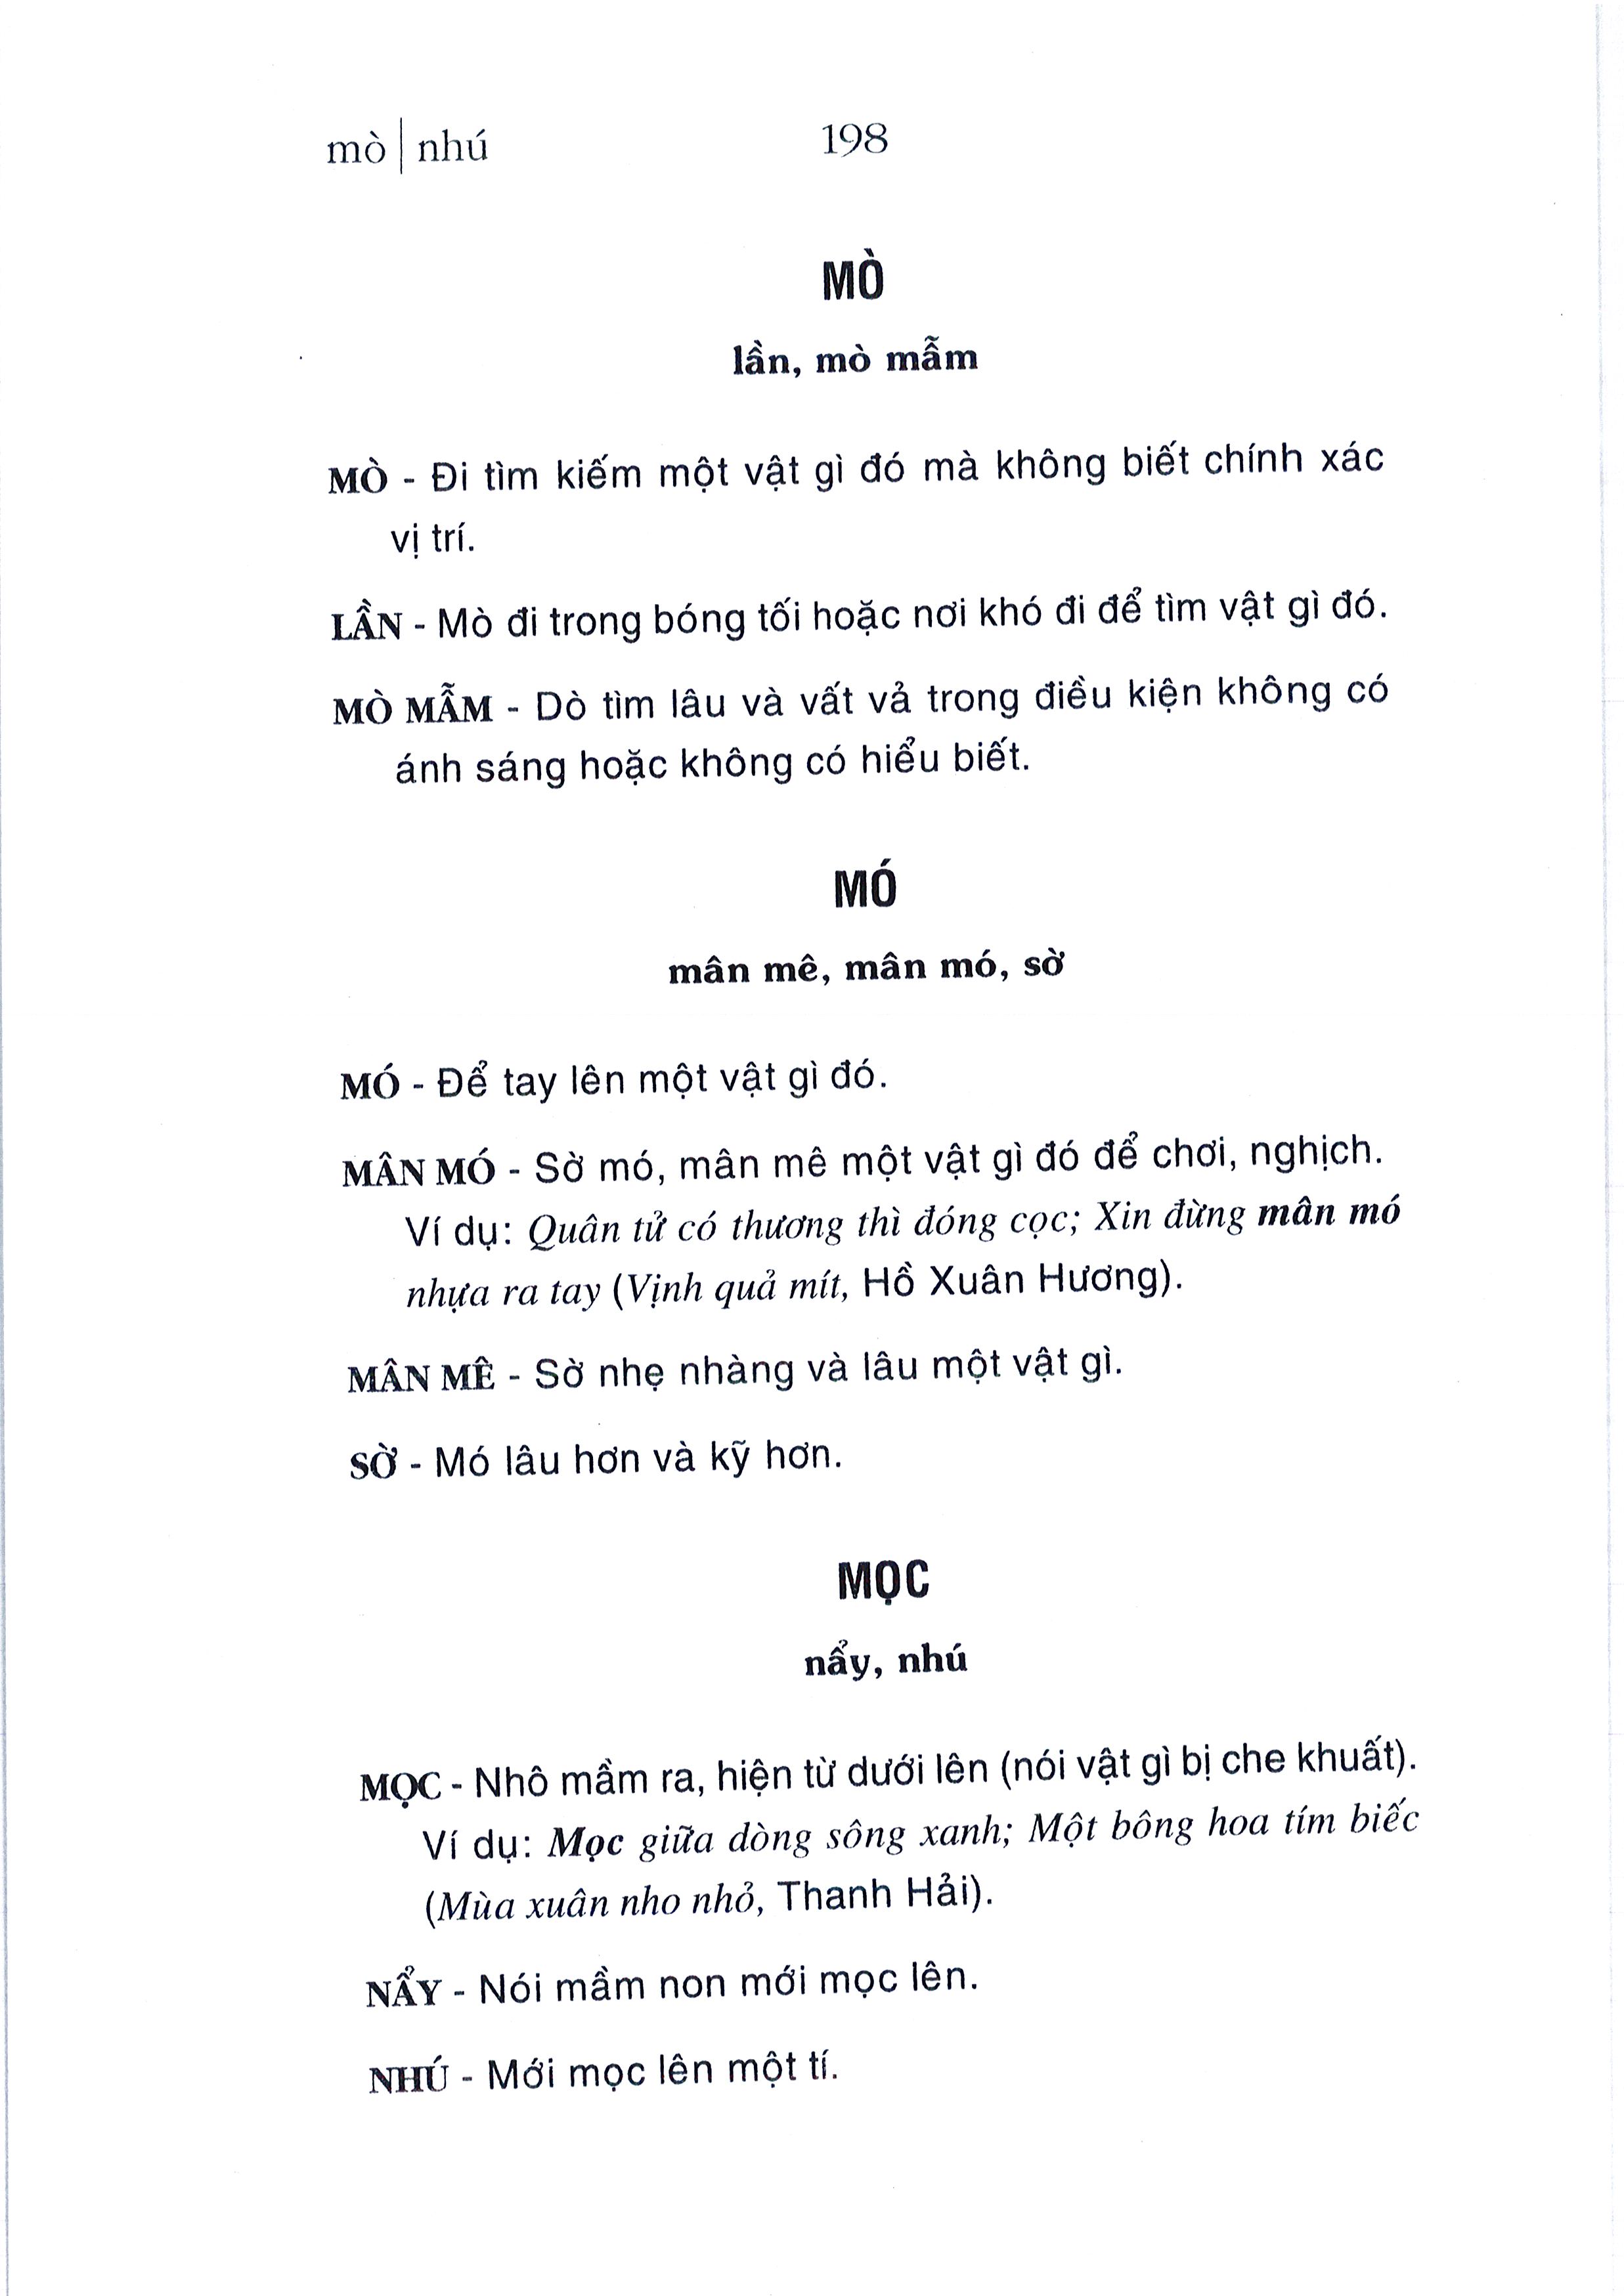 mò | nhú
198
MÒ
lần, mò mẫm
MÒ - Đi tìm kiếm một vật gì đó mà không biết chính xác
vị trí.
LẦN - Mò đi trong bóng tối hoặc nơi khó đi để tìm vật gì đó.
MÒ MẪM - Dò tìm lâu và vất vả trong điều kiện không có
ánh sáng hoặc không có hiểu biết.
MÓ
mân mê, mân mó, sờ
MÓ - Để tay lên một vật gì đó.
MÂN MÓ - Sờ mó, mân mê một vật gì đó để chơi, nghịch.
Ví dụ: Quân tử có thương thì đóng cọc; Xin đừng mân mó
nhựa ra tay (Vịnh quả mít, Hồ Xuân Hương).
MÂN MÊ - Sờ nhẹ nhàng và lâu một vật gì.
SỜ - Mó lâu hơn và kỹ hơn.
MỌC
nẩy, nhú
MỌC - Nhô mầm ra, hiện từ dưới lên (nói vật gì bị che khuất).
Ví dụ: Mọc giữa dòng sông xanh; Một bông hoa tím biếc
(Mùa xuân nho nhỏ, Thanh Hải).
NẨY - Nói mầm non mới mọc lên.
NHÚ - Mới mọc lên một tí.